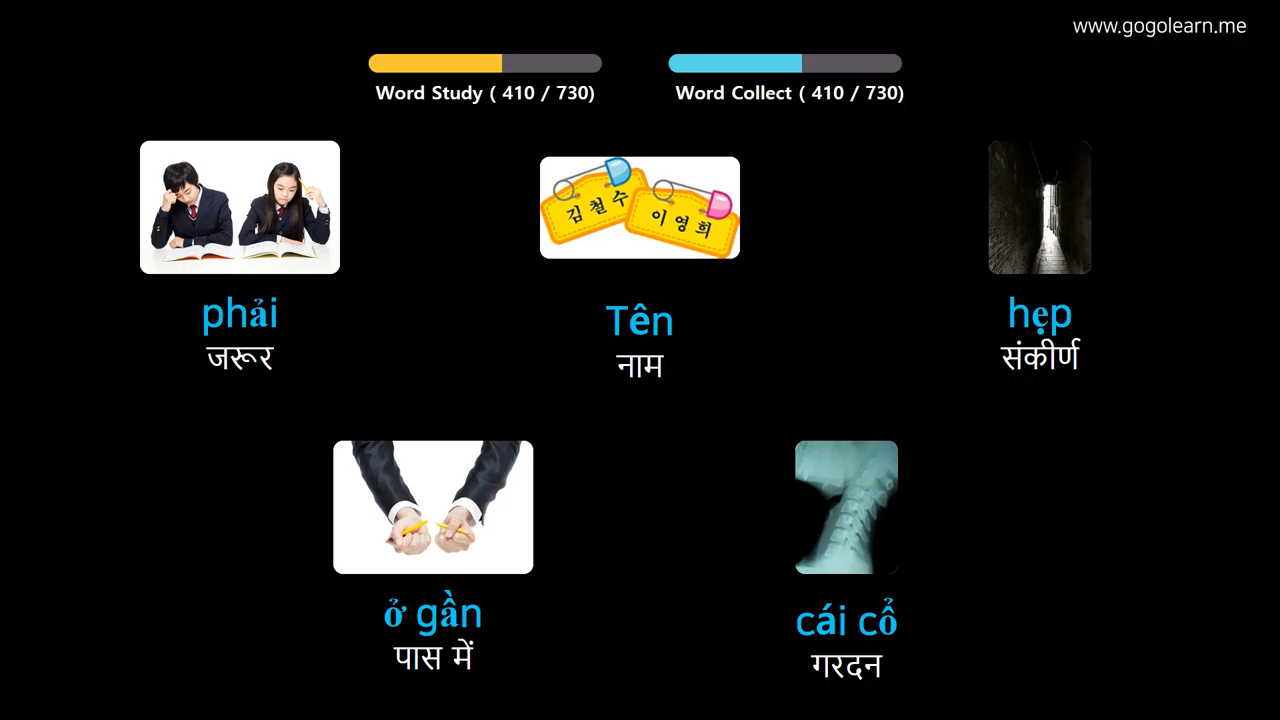 www.gogolearn.me
Word Study ( 410 / 730)
Word Collect ( 410 / 730)
김철수
이영희
phải
जरूर
Tên
नाम
hẹp
संकीर्ण
ở gần
पास में
cái cổ
गरदन